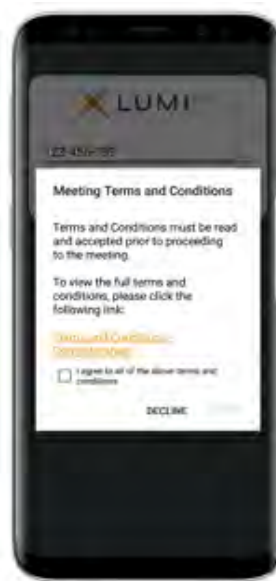 LUMI
Meeting Terms and Conditions
Terms and Conditions must be read
and accepted prior to proceeding
to the meeting.
To view the full terms and
conditions, please click the
following link:
I agree to all of the above terms and
conditions
DECLINE